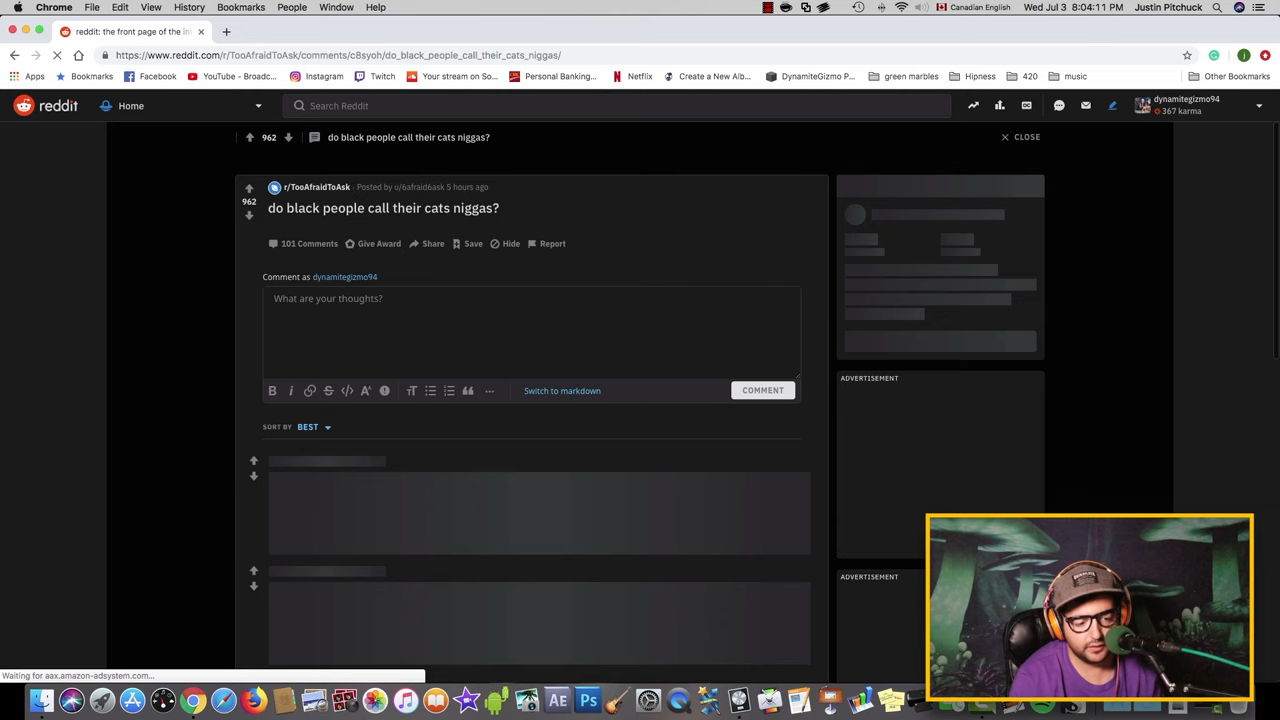 Chrome File Edit View History Bookmarks People Window Help Canadian English Wed Jul 3 8:04:11 PM Justin Pitchuck
reddit: the front page of the in
https://www.reddit.com/r/TooAfraidToAsk/comments/c8syoh/do_black_people_call_their_cats_niggas/
Apps Bookmarks Facebook YouTube – Broadc... Instagram Twitch Your stream on So... Personal Banking... Netflix Create a New Alb... DynamiteGizmo P... green marbles Hipness 420 music Other Bookmarks
reddit Home Search Reddit dynamitegizmo94
367 karma
962 do black people call their cats niggas? CLOSE
r/TooAfraidToAsk · Posted by u/6afraid6ask 5 hours ago
962
do black people call their cats niggas?
101 Comments Give Award Share Save Hide Report
Comment as dynamitegizmo94
What are your thoughts?
B i Switch to markdown COMMENT
ADVERTISEMENT
SORT BY BEST
ADVERTISEMENT
Waiting for aax.amazon-adsystem.com...
AE Ps